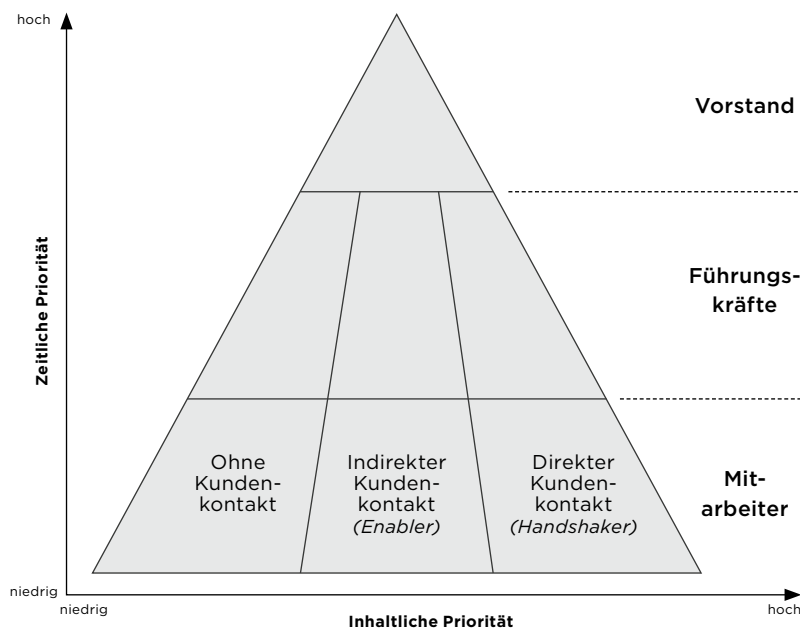 hoch
Vorstand
Zeitliche Priorität
Führungs-
kräfte
Ohne
Kunden-
kontakt
Indirekter
Kunden-
kontakt
(Enabler)
Direkter
Kunden-
kontakt
(Handshaker)
Mit-
arbeiter
niedrig
niedrig
Inhaltliche Priorität
hoch